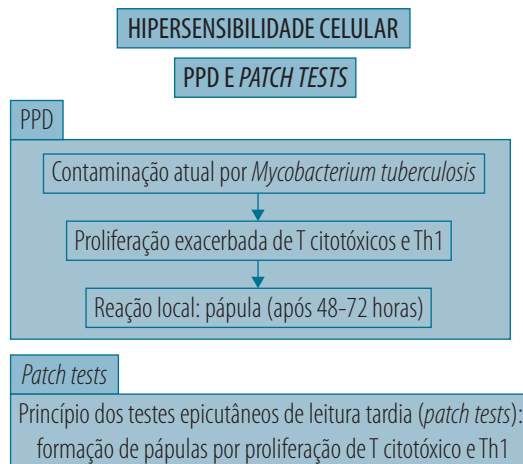 HIPERSENSIBILIDADE CELULAR
PPD E PATCH TESTS
PPD
Contaminação atual por Mycobacterium tuberculosis
Proliferação exacerbada de T citotóxicos e Th1
Reação local: pápula (após 48-72 horas)
Patch tests
Princípio dos testes epicutâneos de leitura tardia (patch tests):
formação de pápulas por proliferação de T citotóxico e Th1